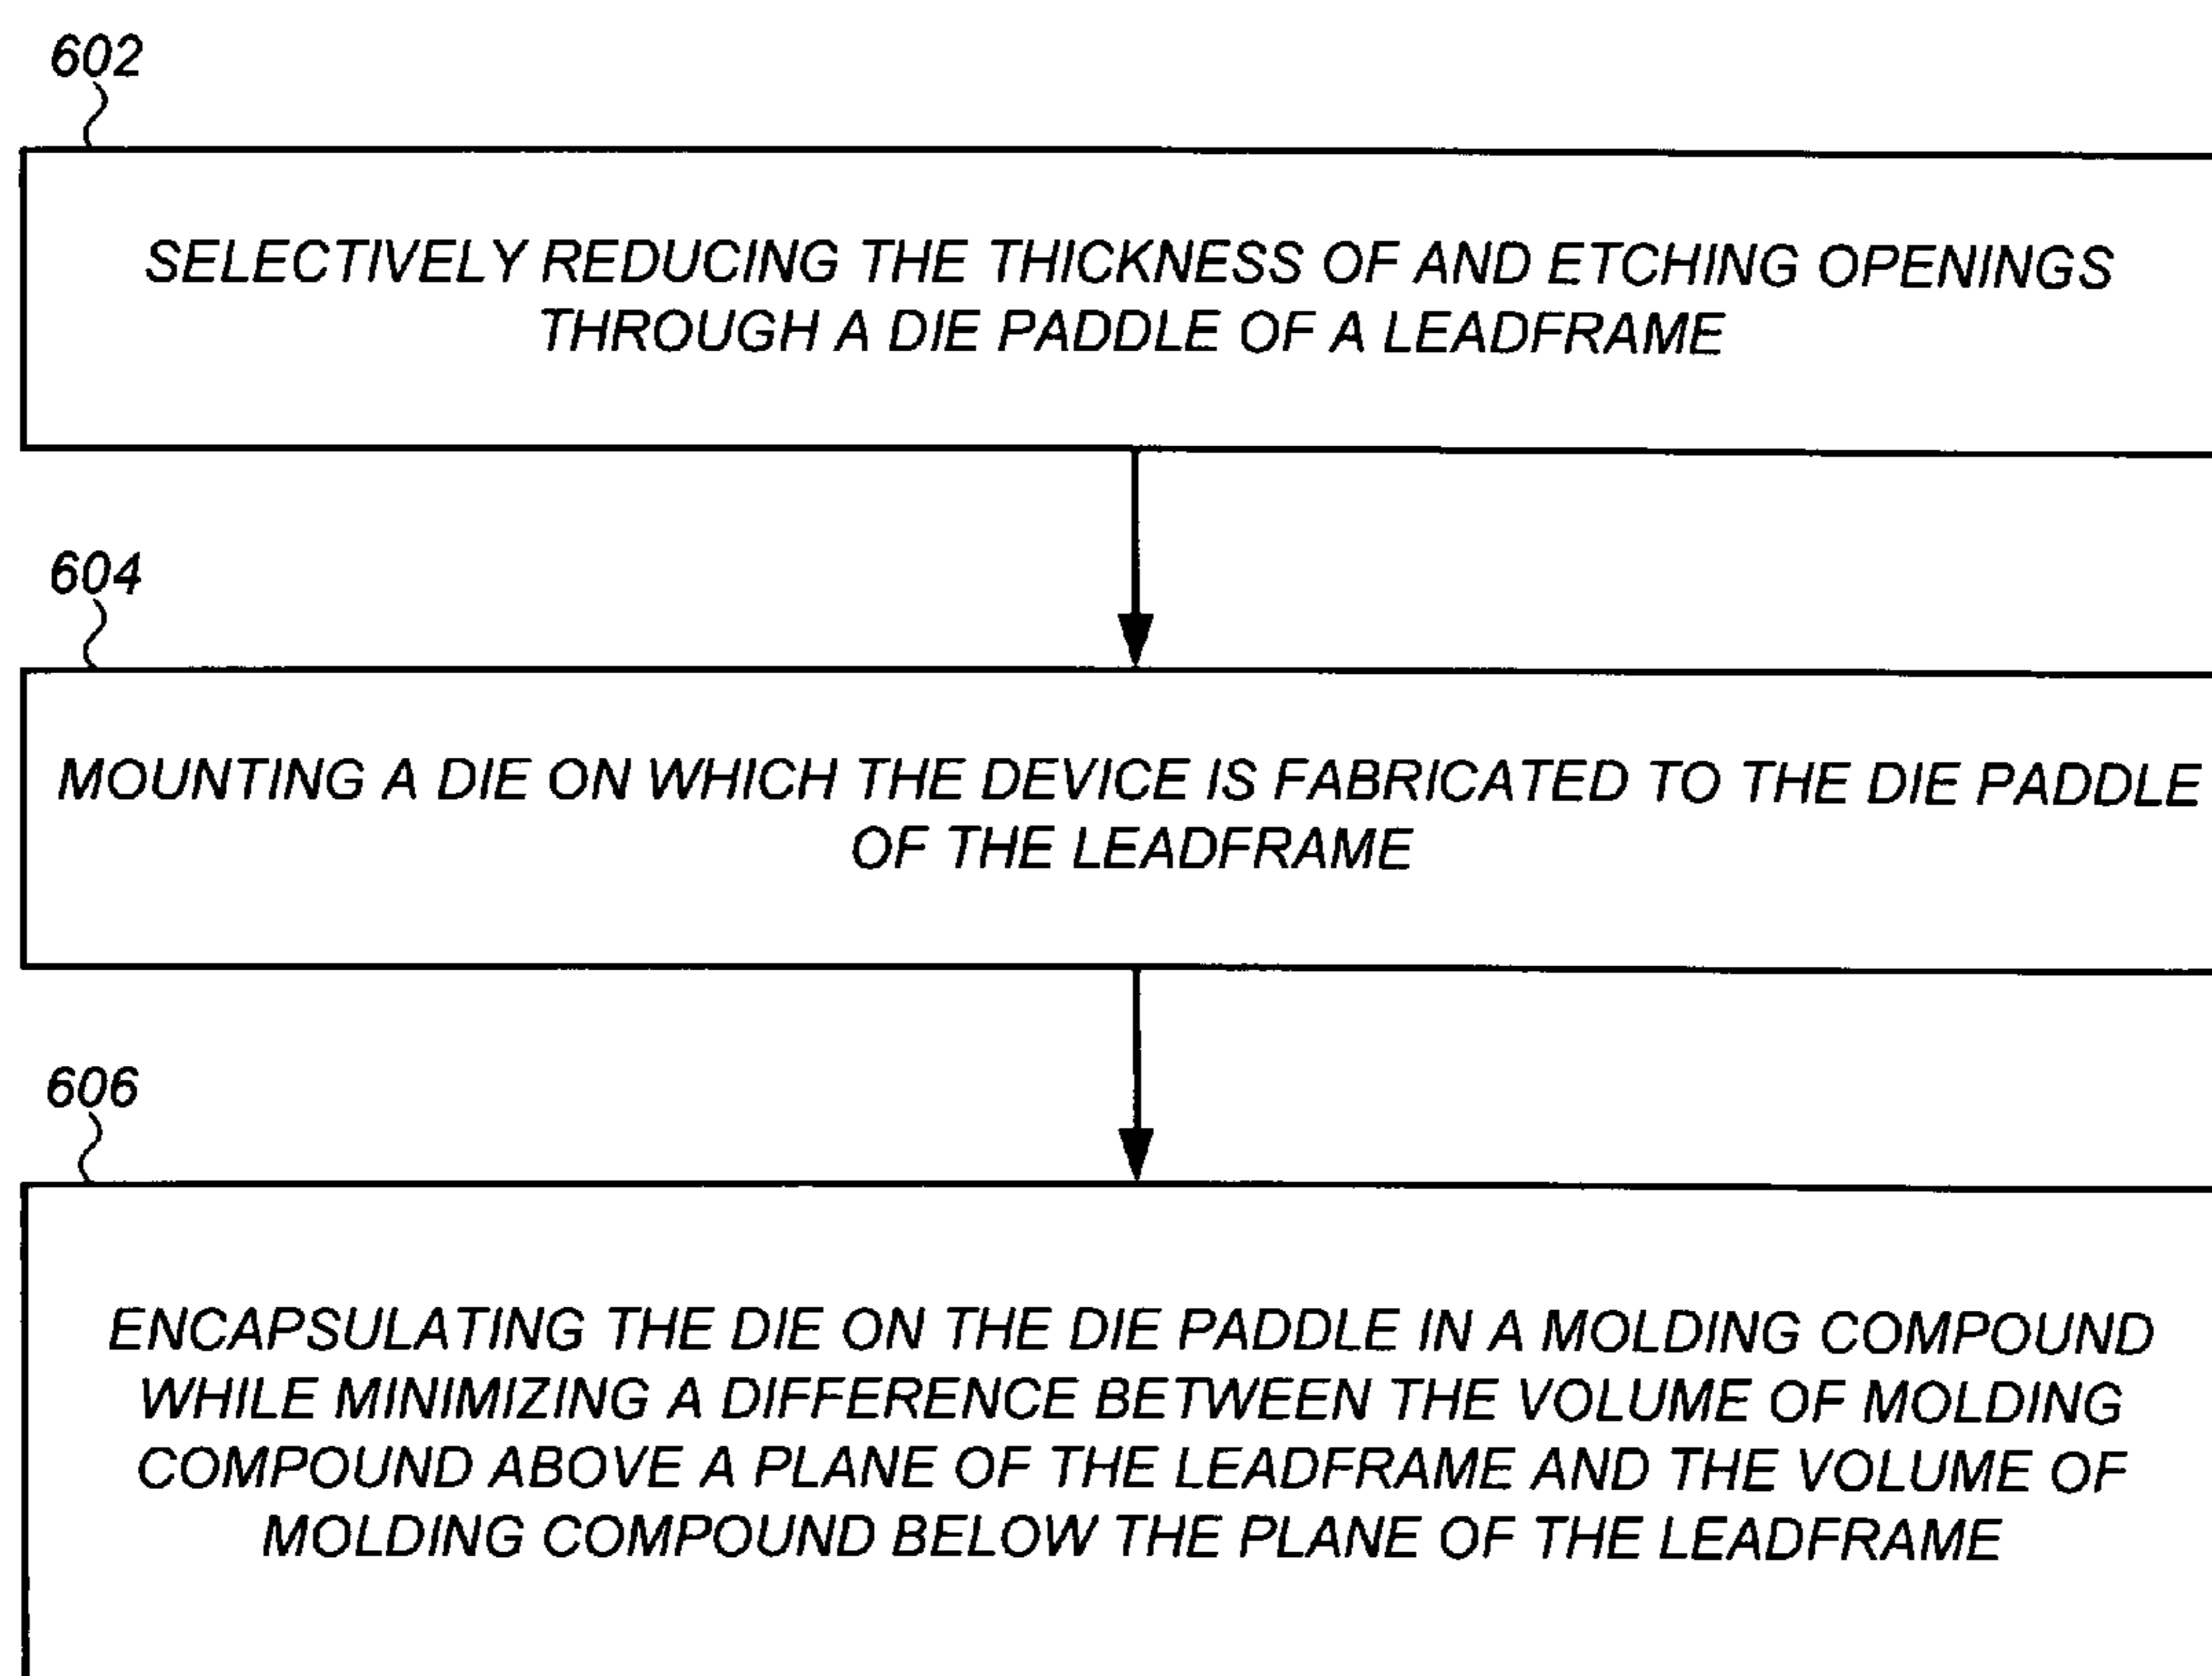 602
SELECTIVELY REDUCING THE THICKNESS OF AND ETCHING OPENINGS
THROUGH A DIE PADDLE OF A LEADFRAME
604
MOUNTING A DIE ON WHICH THE DEVICE IS FABRICATED TO THE DIE PADDLE
OF THE LEADFRAME
606
ENCAPSULATING THE DIE ON THE DIE PADDLE IN A MOLDING COMPOUND
WHILE MINIMIZING A DIFFERENCE BETWEEN THE VOLUME OF MOLDING
COMPOUND ABOVE A PLANE OF THE LEADFRAME AND THE VOLUME OF
MOLDING COMPOUND BELOW THE PLANE OF THE LEADFRAME